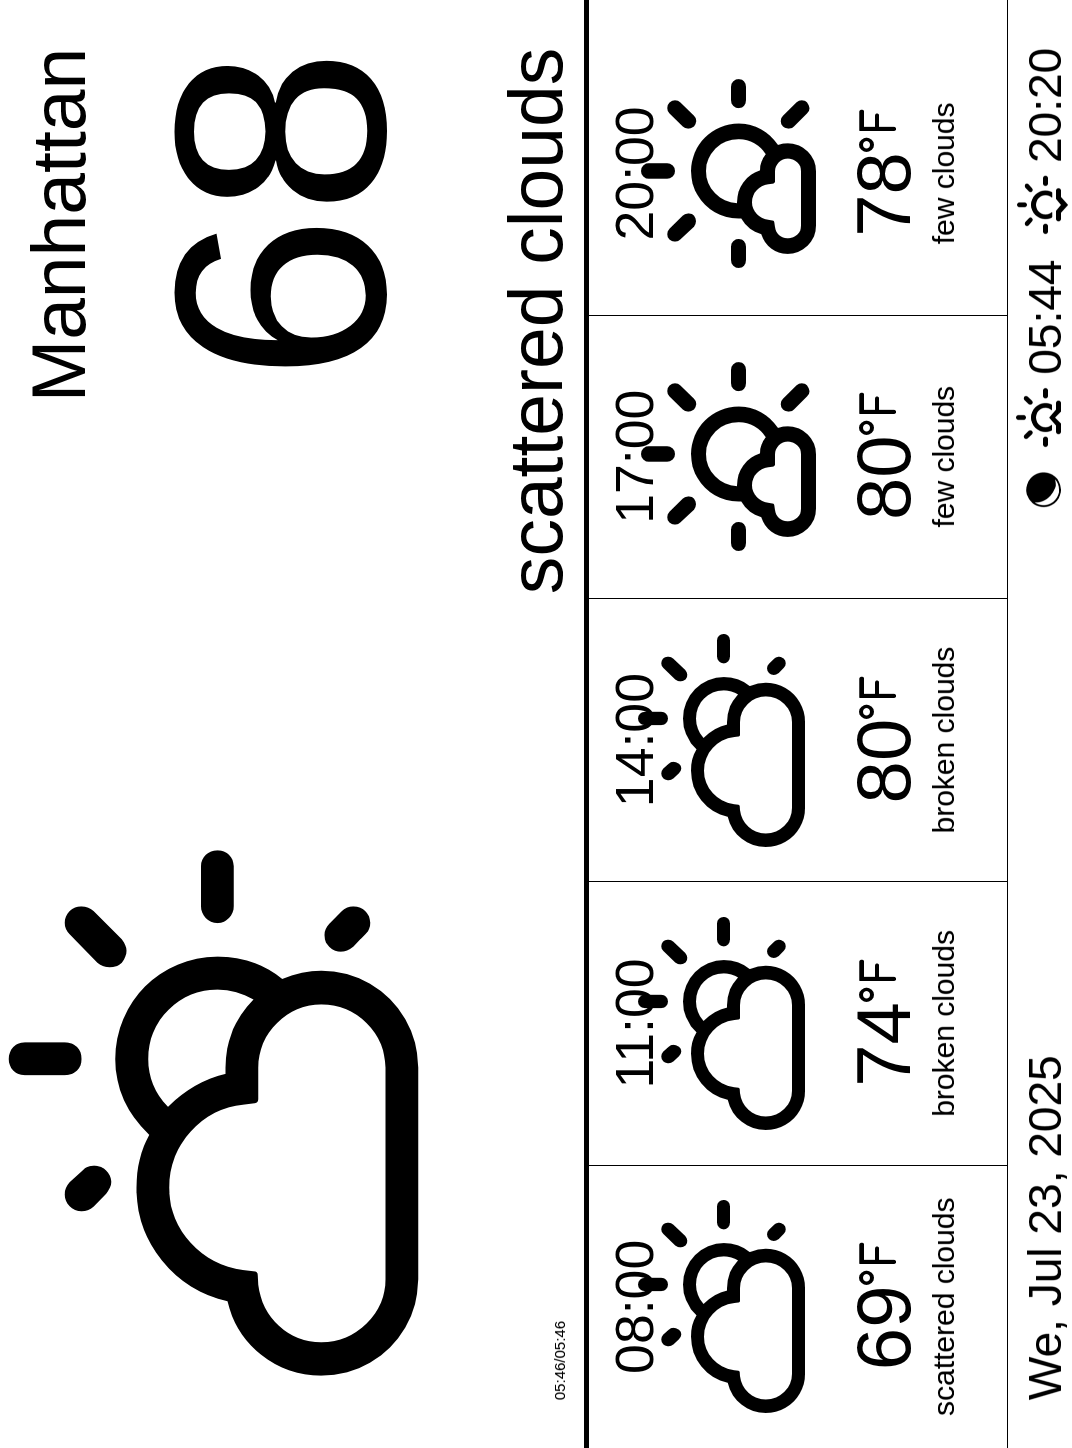 Manhattan
68
scattered clouds
05:46/05:46
08:00 11:00 14:00 17:00 20:00
69°F 74°F 80°F 80°F 78°F
scattered clouds broken clouds broken clouds few clouds few clouds
We, Jul 23, 2025 05:44 20:20